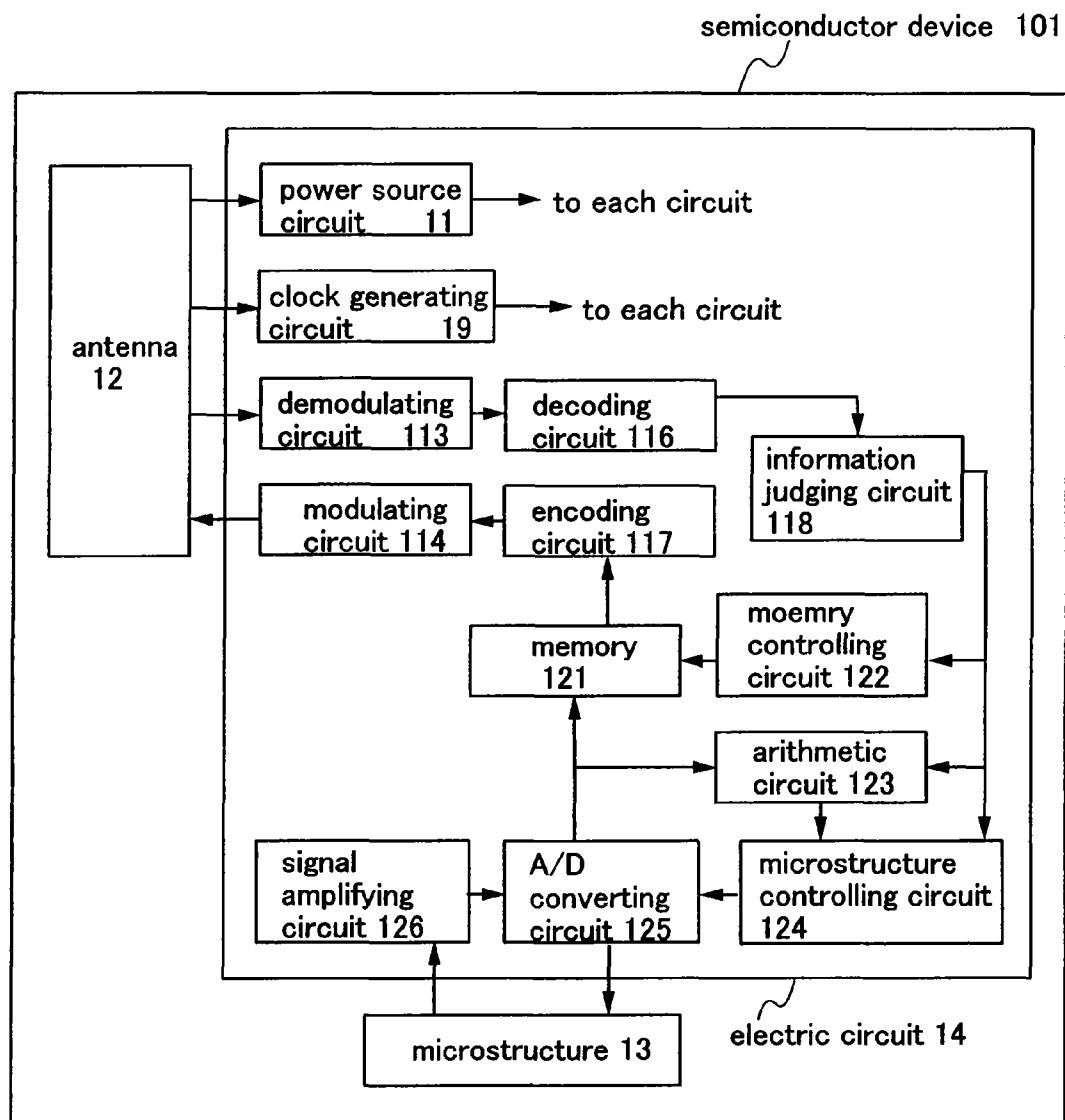 semiconductor device 101
power source
circuit 11
to each circuit
clock generating
circuit 19
to each circuit
antenna
12
demodulating
circuit 113
decoding
circuit 116
information
judging circuit
118
modulating
circuit 114
encoding
circuit 117
memory
121
moemry
controlling
circuit 122
arithmetic
circuit 123
signal
amplifying
circuit 126
A/D
converting
circuit 125
microstructure
controlling circuit
124
microstructure 13
electric circuit 14